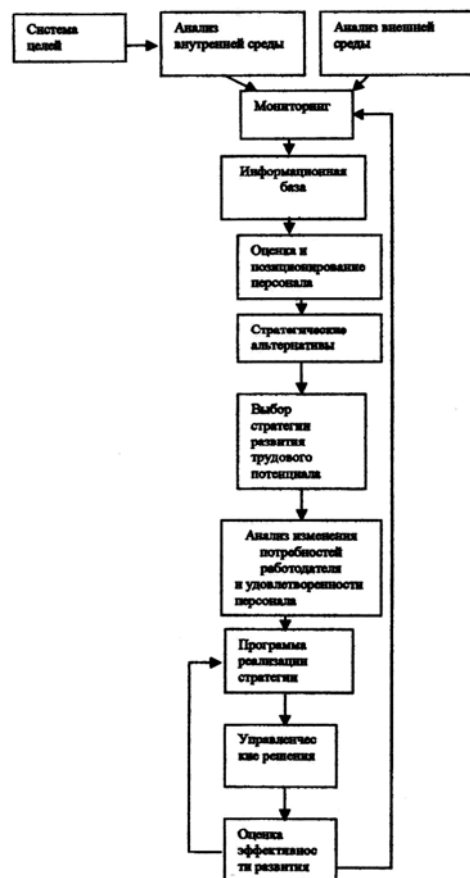 Система
целей
Анализ
внутренней среды
Анализ внешней
среды
Мониторинг
Информационная
база
Оценка и
позиционирование
персонала
Стратегические
альтернативы
Выбор
стратегии
развития
трудового
потенциала
Анализ изменения
потребностей
работодателя
и удовлетворенности
персонала
Программа
реализации
стратегии
Управленчес
кие решения
Оценка
эффективнос
ти развития